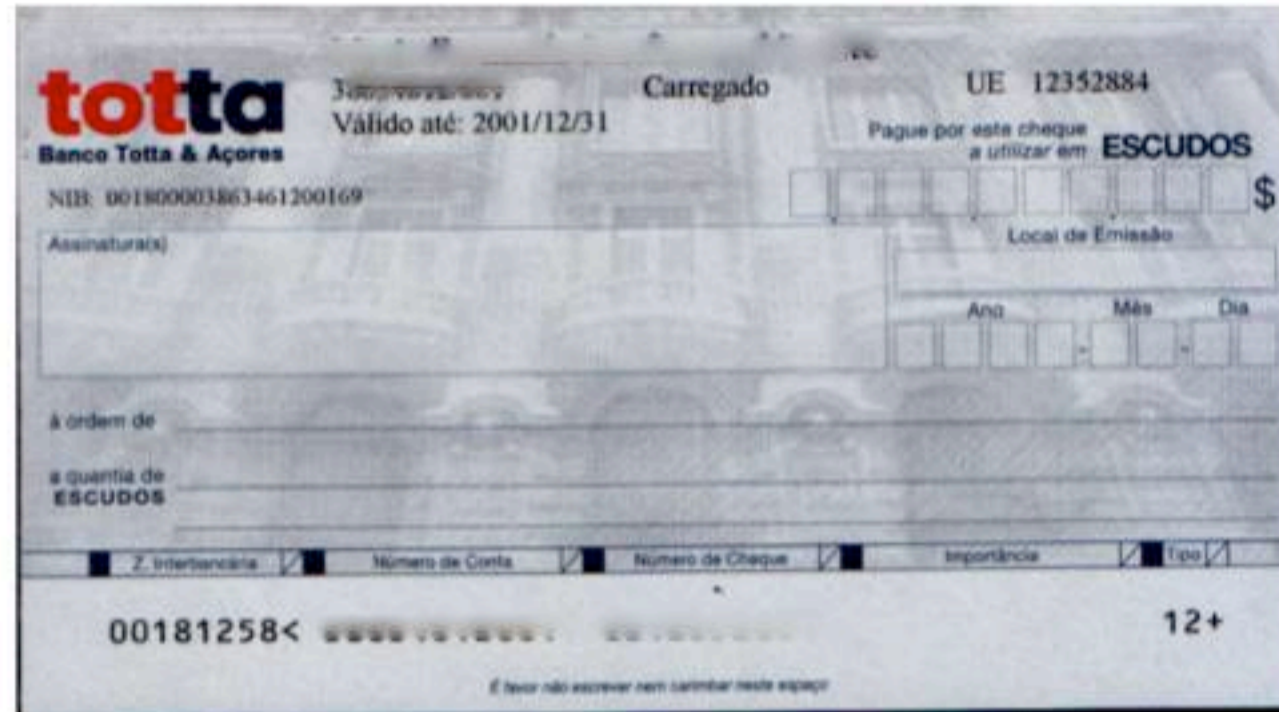 totta
Banco Totta & Açores
Carregado
UE 12352884
Válido até: 2001/12/31
Pague por este cheque
a utilizar em ESCUDOS
NIB: 001800003863461200169
$
Assinatura(s)
Local de Emissão
Ano Mês Dia
- -
à ordem de
a quantia de
ESCUDOS
Z. Interbancária Número de Conta Número de Cheque Importância Tipo
00181258<
12+
É favor não escrever nem carimbar neste espaço